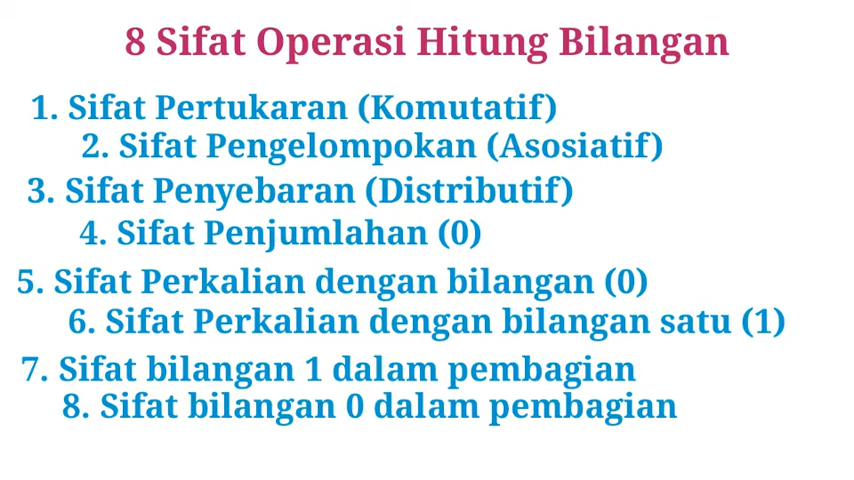 8 Sifat Operasi Hitung Bilangan
1. Sifat Pertukaran (Komutatif)
2. Sifat Pengelompokan (Asosiatif)
3. Sifat Penyebaran (Distributif)
4. Sifat Penjumlahan (0)
5. Sifat Perkalian dengan bilangan (0)
6. Sifat Perkalian dengan bilangan satu (1)
7. Sifat bilangan 1 dalam pembagian
8. Sifat bilangan 0 dalam pembagian